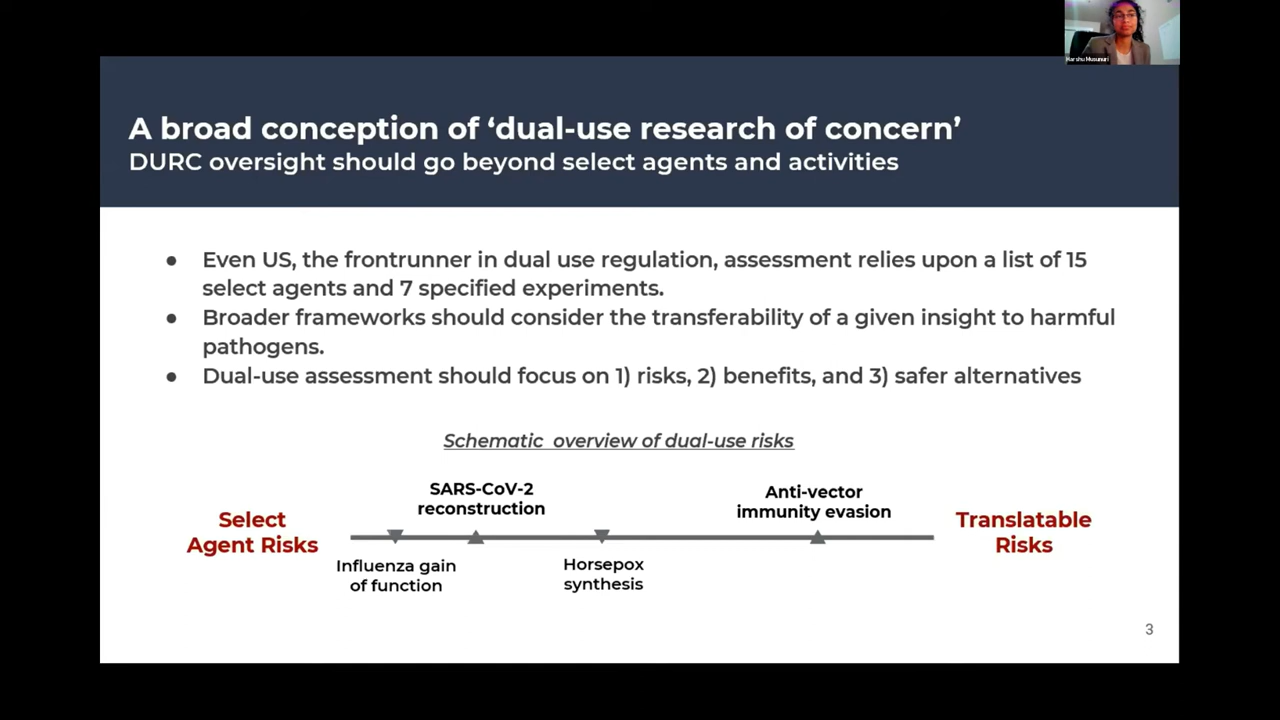 Harshu Musunuri
A broad conception of ‘dual-use research of concern’
DURC oversight should go beyond select agents and activities
● Even US, the frontrunner in dual use regulation, assessment relies upon a list of 15
select agents and 7 specified experiments.
● Broader frameworks should consider the transferability of a given insight to harmful
pathogens.
● Dual-use assessment should focus on 1) risks, 2) benefits, and 3) safer alternatives
Schematic overview of dual-use risks
SARS-CoV-2
reconstruction
Anti-vector
immunity evasion
Select
Agent Risks
Translatable
Risks
Influenza gain
of function
Horsepox
synthesis
3